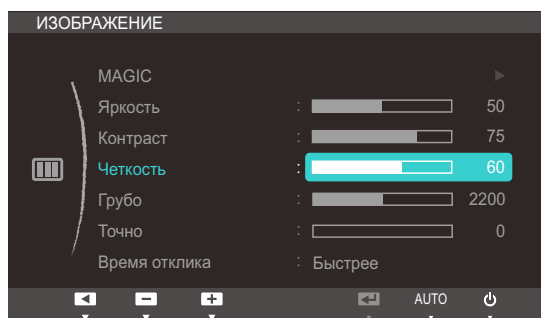 ИЗОБРАЖЕНИЕ
MAGIC
Яркость : 50
Контраст : 75
Четкость : 60
Грубо : 2200
Точно : 0
Время отклика : Быстрее
AUTO